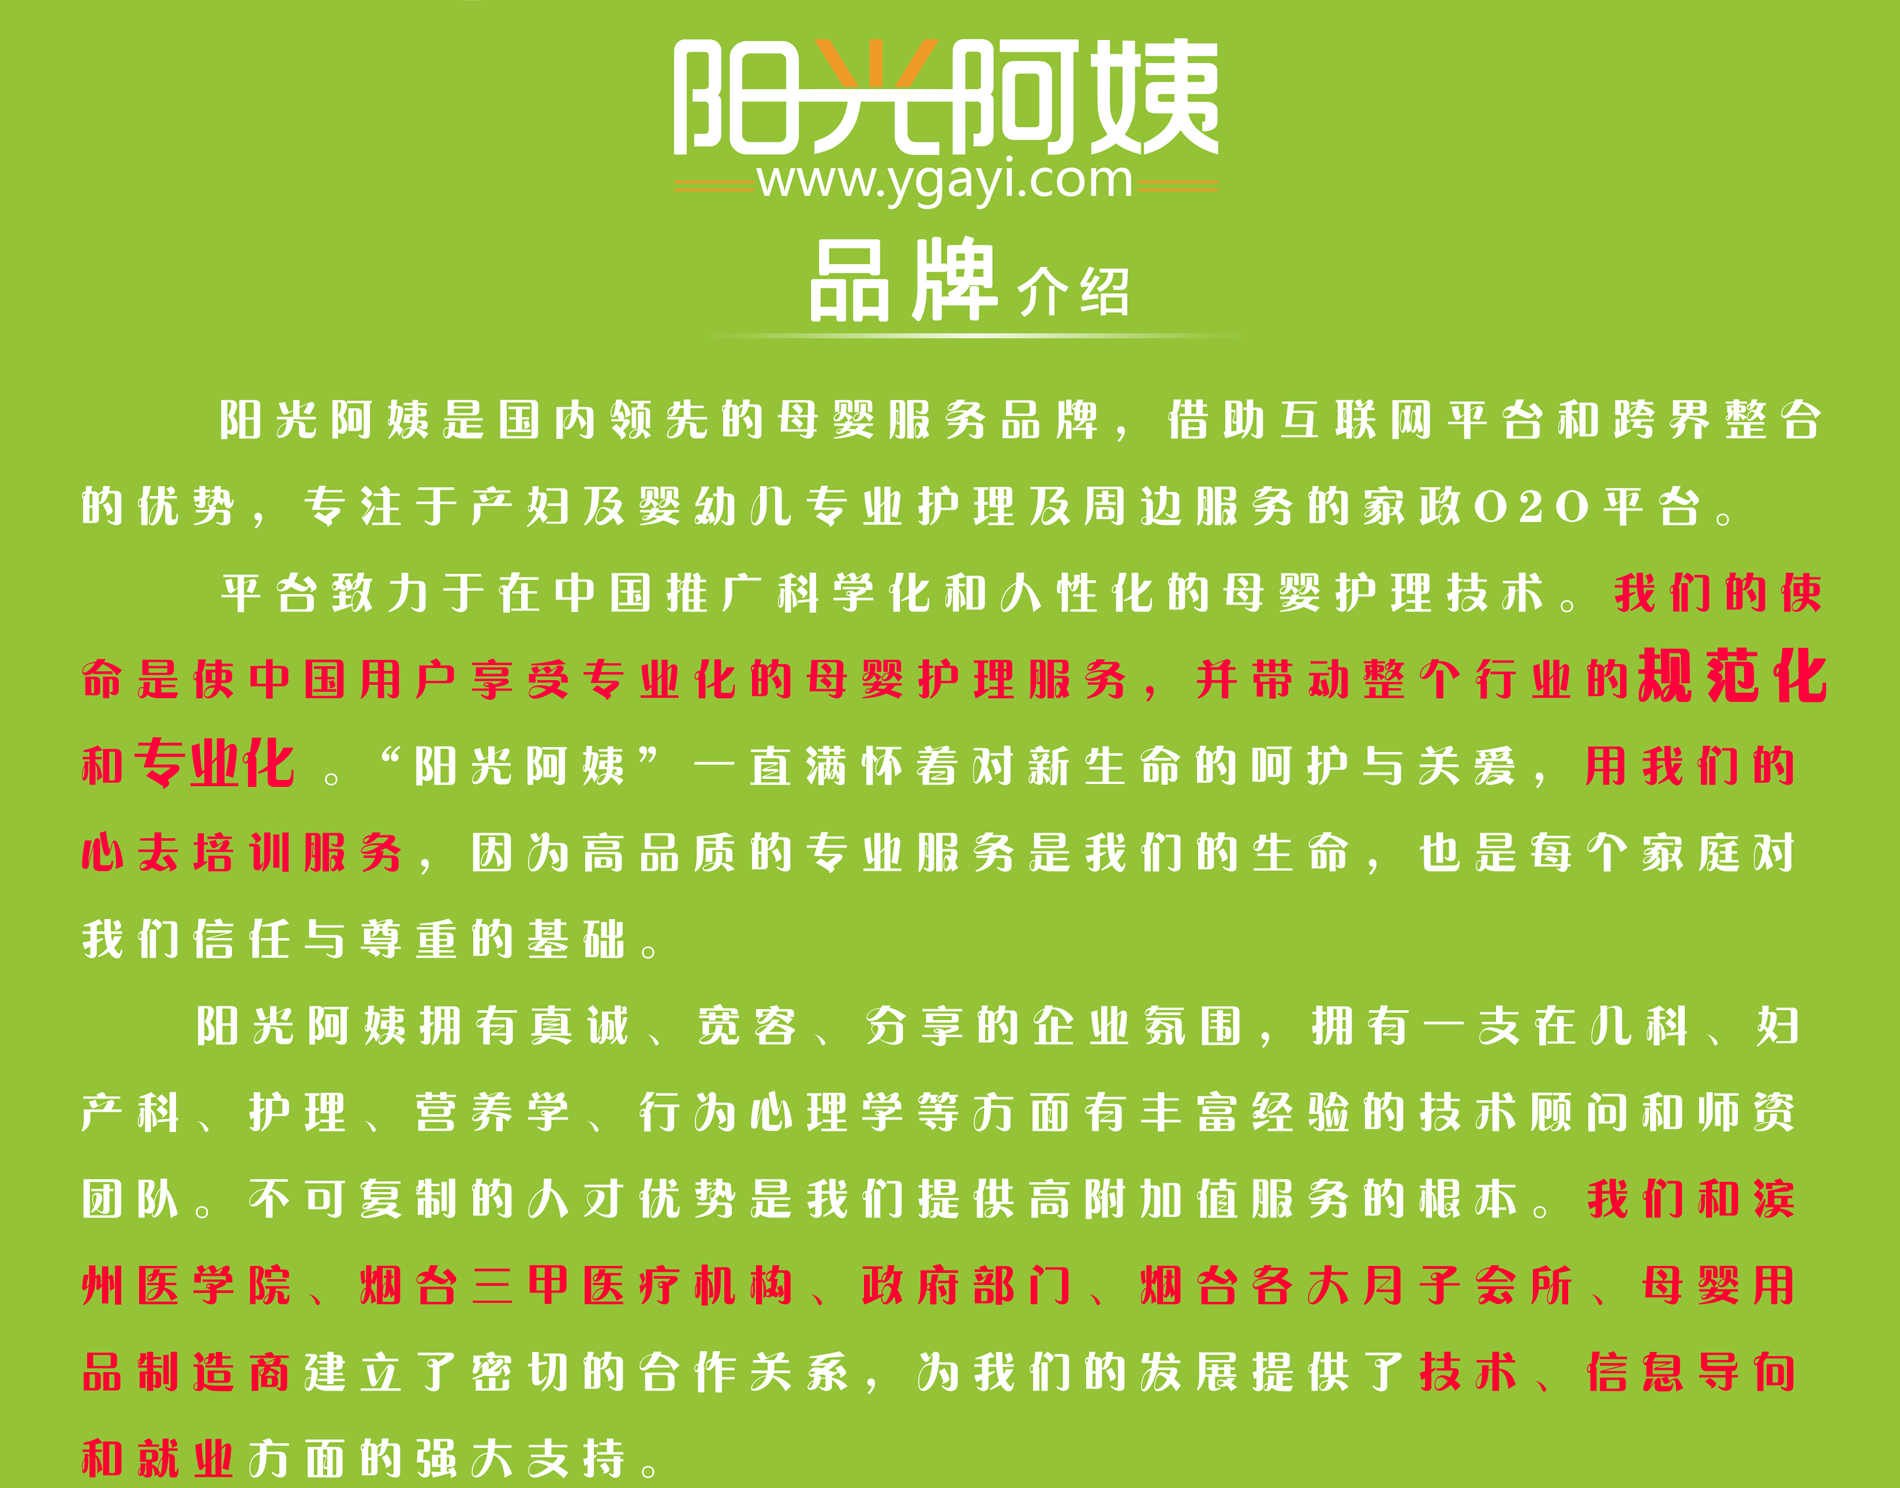 阳光阿姨
www.ygayi.com
品牌介绍
阳光阿姨是国内领先的母婴服务品牌，借助互联网平台和跨界整合
的优势，专注于产妇及婴幼儿专业护理及周边服务的家政O2O平台。
平台致力于在中国推广科学化和人性化的母婴护理技术。我们的使
命是使中国用户享受专业化的母婴护理服务，并带动整个行业的规范化
和专业化。“阳光阿姨”一直满怀着对新生命的呵护与关爱，用我们的
心去培训服务，因为高品质的专业服务是我们的生命，也是每个家庭对
我们信任与尊重的基础。
阳光阿姨拥有真诚、宽容、分享的企业氛围，拥有一支在儿科、妇
产科、护理、营养学、行为心理学等方面有丰富经验的技术顾问和师资
团队。不可复制的人才优势是我们提供高附加值服务的根本。我们和滨
州医学院、烟台三甲医疗机构、政府部门、烟台各大月子会所、母婴用
品制造商建立了密切的合作关系，为我们的发展提供了技术、信息导向
和就业方面的强大支持。